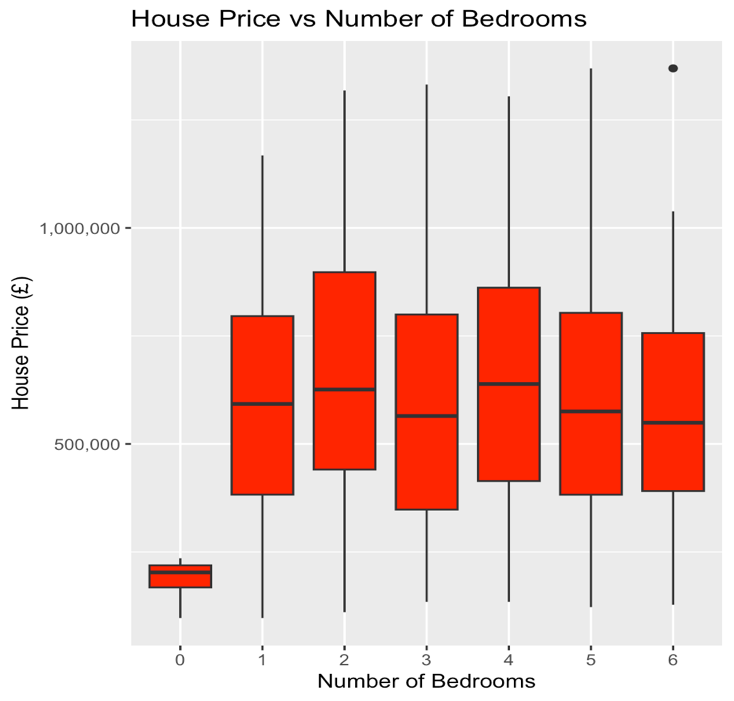 House Price vs Number of Bedrooms
House Price (£)
1,000,000
500,000
0 1 2 3 4 5 6
Number of Bedrooms